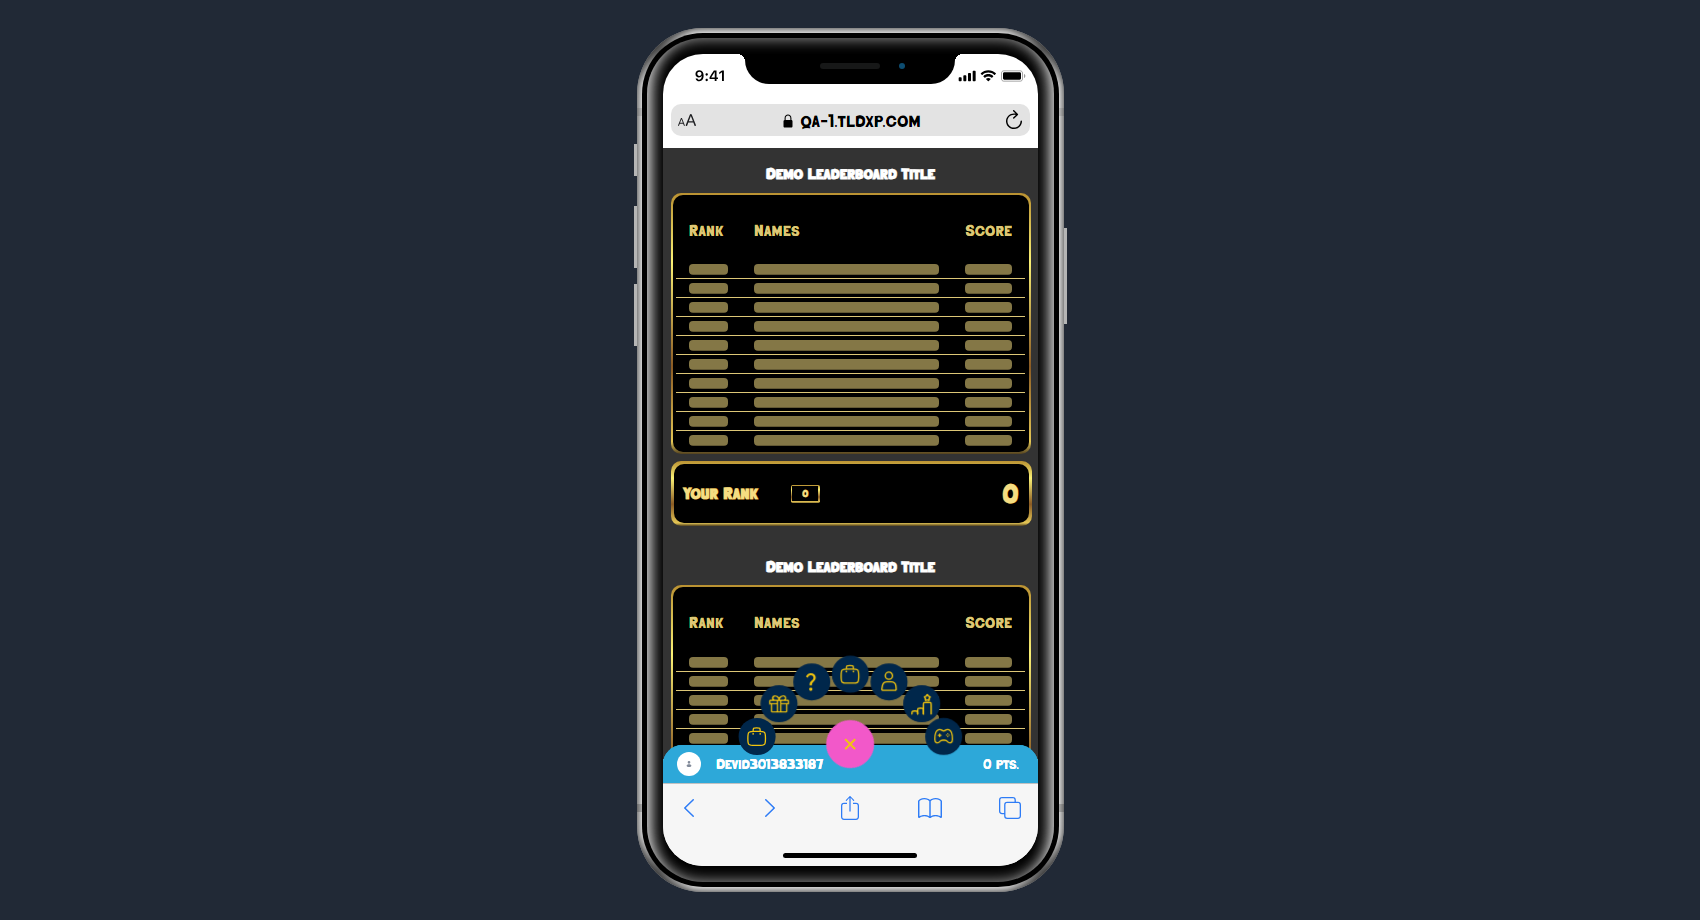 9:41
AA QA-1.TLDXP.COM
Demo Leaderboard Title
Rank Names Score
Your Rank 0 0
Demo Leaderboard Title
Rank Names Score
?
Devid3013833187 0 pts.